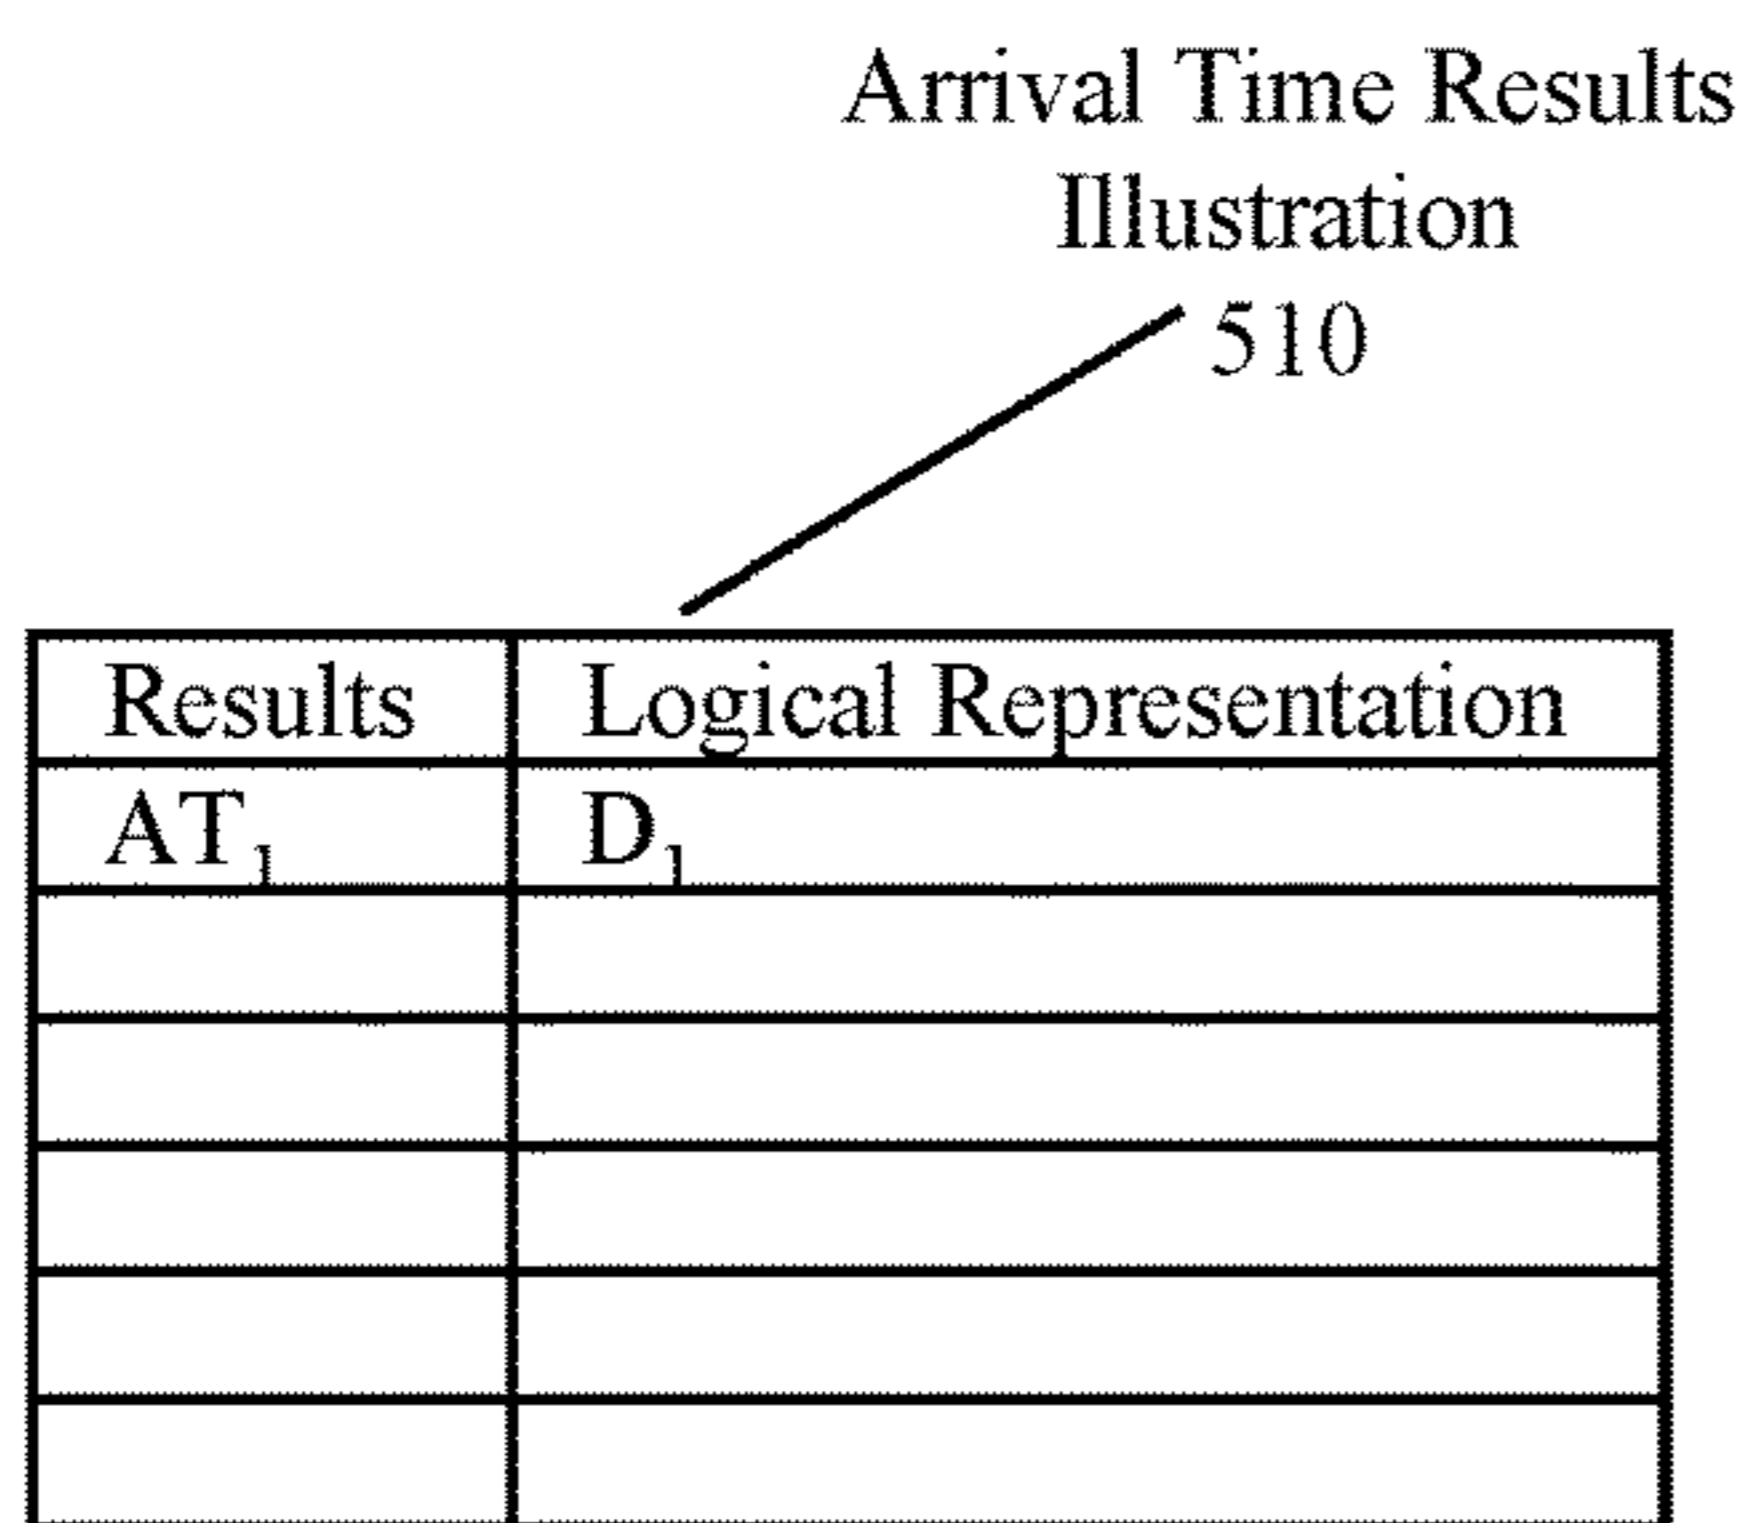 Arrival Time Results
Illustration
510
Results Logical Representation
AT₁ D₁